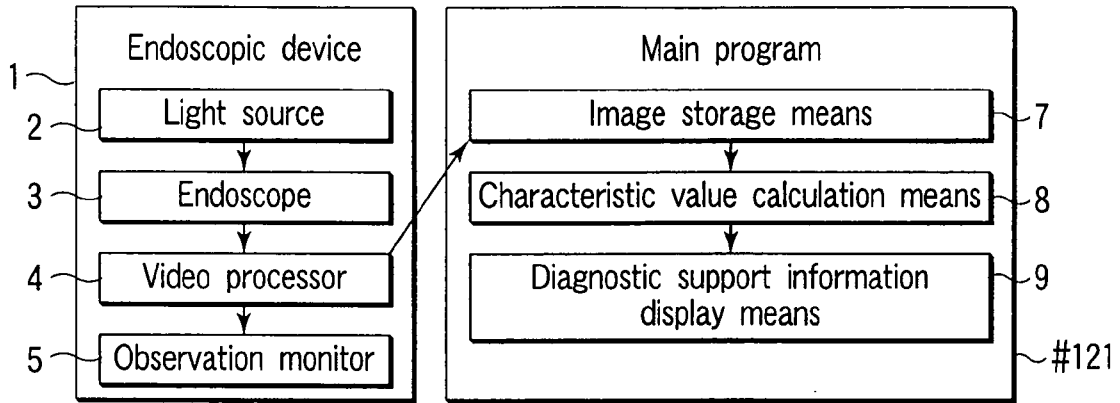 Endoscopic device
1
Light source
2
Endoscope
3
Video processor
4
Observation monitor
5
Main program
Image storage means
7
Characteristic value calculation means
8
Diagnostic support information
display means
9
#121